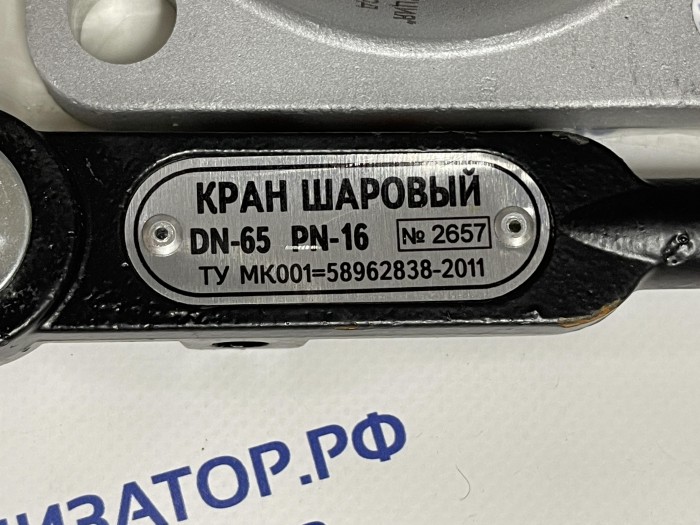 КРАН ШАРОВЫЙ
DN-65 PN-16 № 2657
ТУ МК001=58962838-2011
ИЗАТОР.РФ